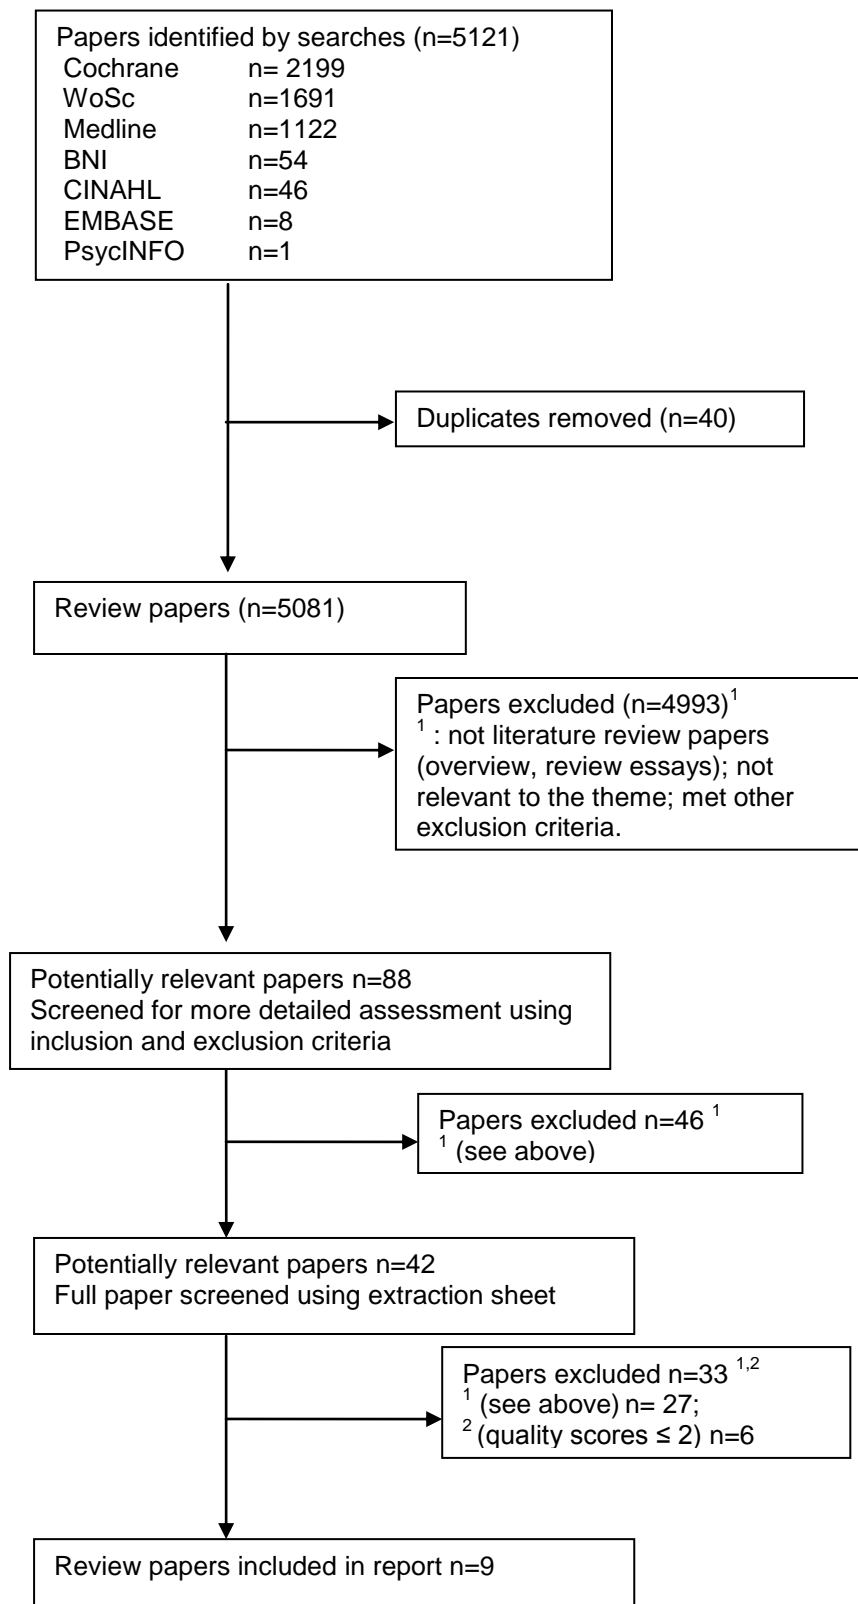 Papers identified by searches (n=5121)
Cochrane n= 2199
WoSc n=1691
Medline n=1122
BNI n=54
CINAHL n=46
EMBASE n=8
PsycINFO n=1
Duplicates removed (n=40)
Review papers (n=5081)
Papers excluded (n=4993)¹
¹ : not literature review papers
(overview, review essays); not
relevant to the theme; met other
exclusion criteria.
Potentially relevant papers n=88
Screened for more detailed assessment using
inclusion and exclusion criteria
Papers excluded n=46 ¹
¹ (see above)
Potentially relevant papers n=42
Full paper screened using extraction sheet
Papers excluded n=33 ¹,²
¹ (see above) n= 27;
² (quality scores ≤ 2) n=6
Review papers included in report n=9